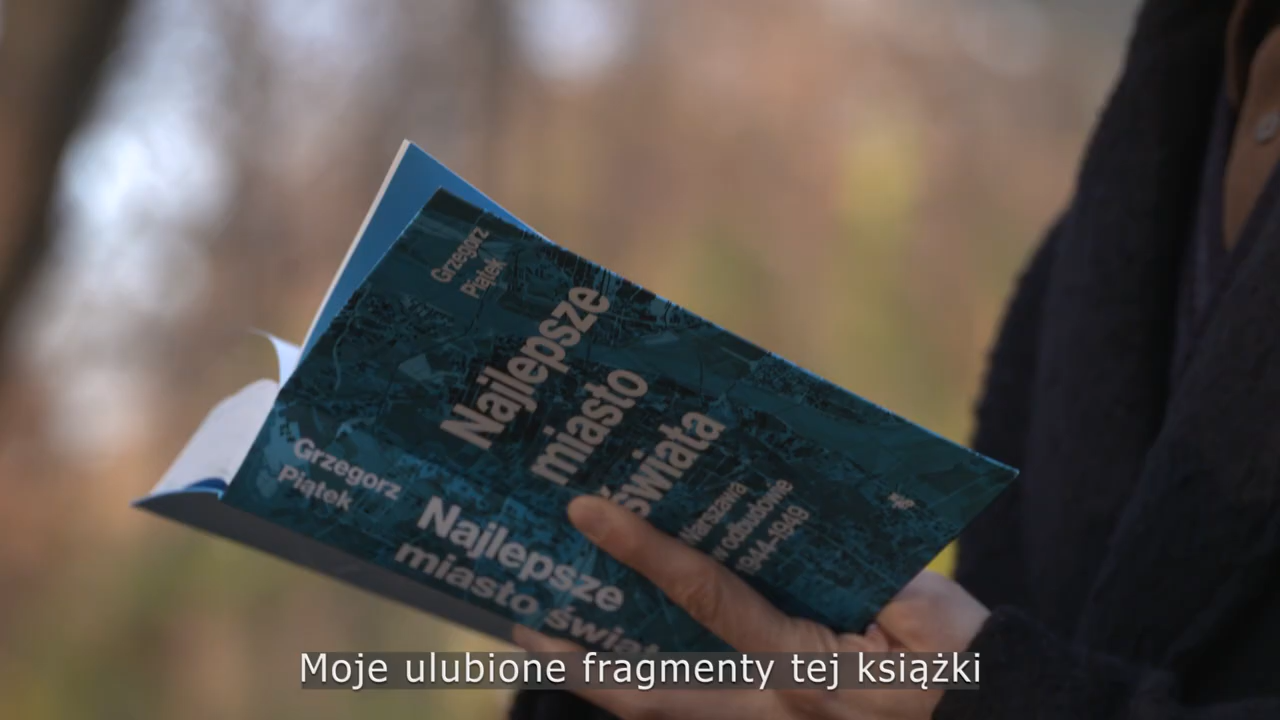 Grzegorz
Piątek
Najlepsze
miasto
świata
Warszawa
w odbudowie
1944–1949
Grzegorz
Piątek
Najlepsze
miasto świata
Moje ulubione fragmenty tej książki